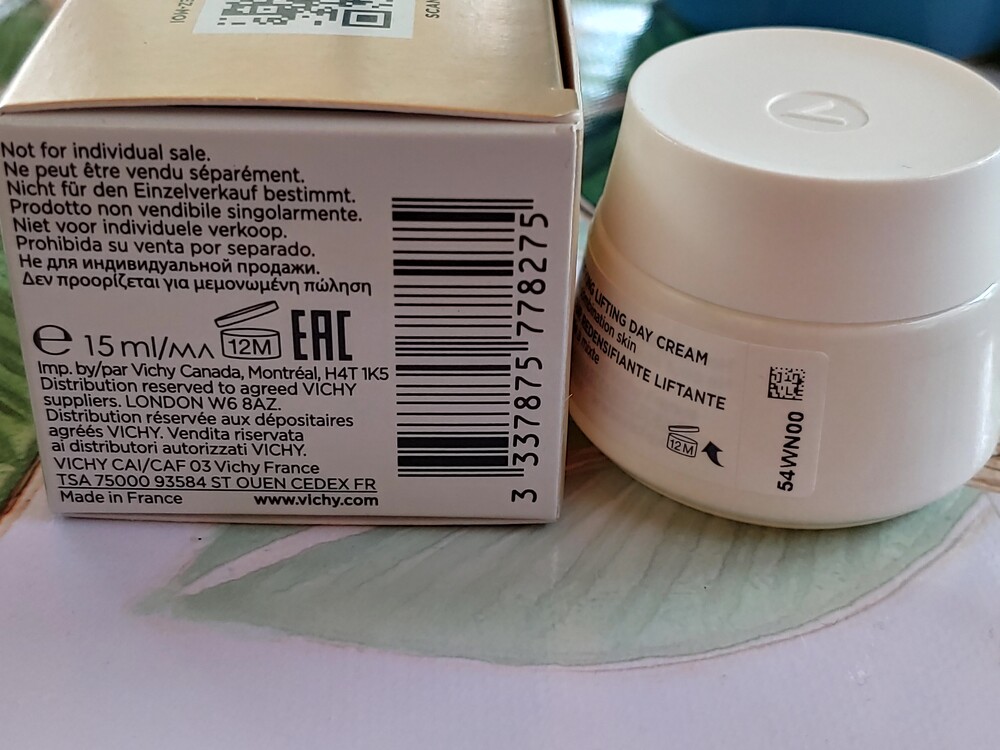 SCAN
Not for individual sale.
Ne peut être vendu séparément.
Nicht für den Einzelverkauf bestimmt.
Prodotto non vendibile singolarmente.
Niet voor individuele verkoop.
Prohibida su venta por separado.
Не для индивидуальной продажи.
Δεν προορίζεται για μεμονωμένη πώληση
℮ 15 ml/мл 12M EAC
Imp. by/par Vichy Canada, Montréal, H4T 1K5
Distribution reserved to agreed VICHY
suppliers. LONDON W6 8AZ.
Distribution réservée aux dépositaires
agréés VICHY. Vendita riservata
ai distributori autorizzati VICHY.
VICHY CAI/CAF 03 Vichy France
TSA 75000 93584 ST OUEN CEDEX FR
Made in France www.vichy.com
3 337875 778275
LIFTING DAY CREAM
skin
REDENSIFIANTE LIFTANTE
mixte
12M
54WN00